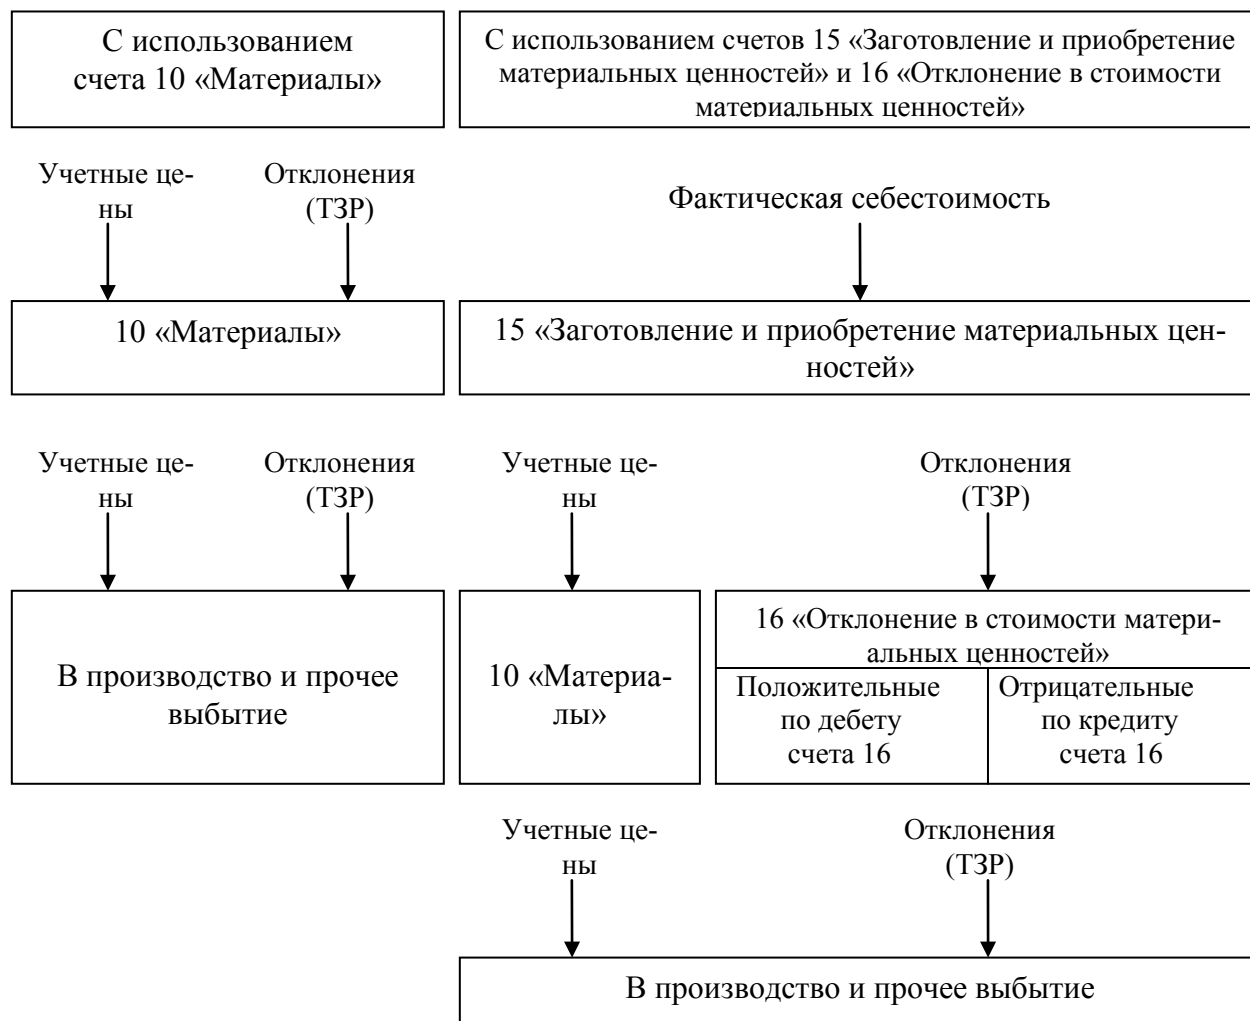 С использованием
счета 10 «Материалы»
С использованием счетов 15 «Заготовление и приобретение
материальных ценностей» и 16 «Отклонение в стоимости
материальных ценностей»
Учетные це-
ны
Отклонения
(ТЗР)
Фактическая себестоимость
10 «Материалы»
15 «Заготовление и приобретение материальных цен-
ностей»
Учетные це-
ны
Отклонения
(ТЗР)
Учетные це-
ны
Отклонения
(ТЗР)
В производство и прочее
выбытие
10 «Материа-
лы»
16 «Отклонение в стоимости матери-
альных ценностей»
Положительные
по дебету
счета 16
Отрицательные
по кредиту
счета 16
Учетные це-
ны
Отклонения
(ТЗР)
В производство и прочее выбытие